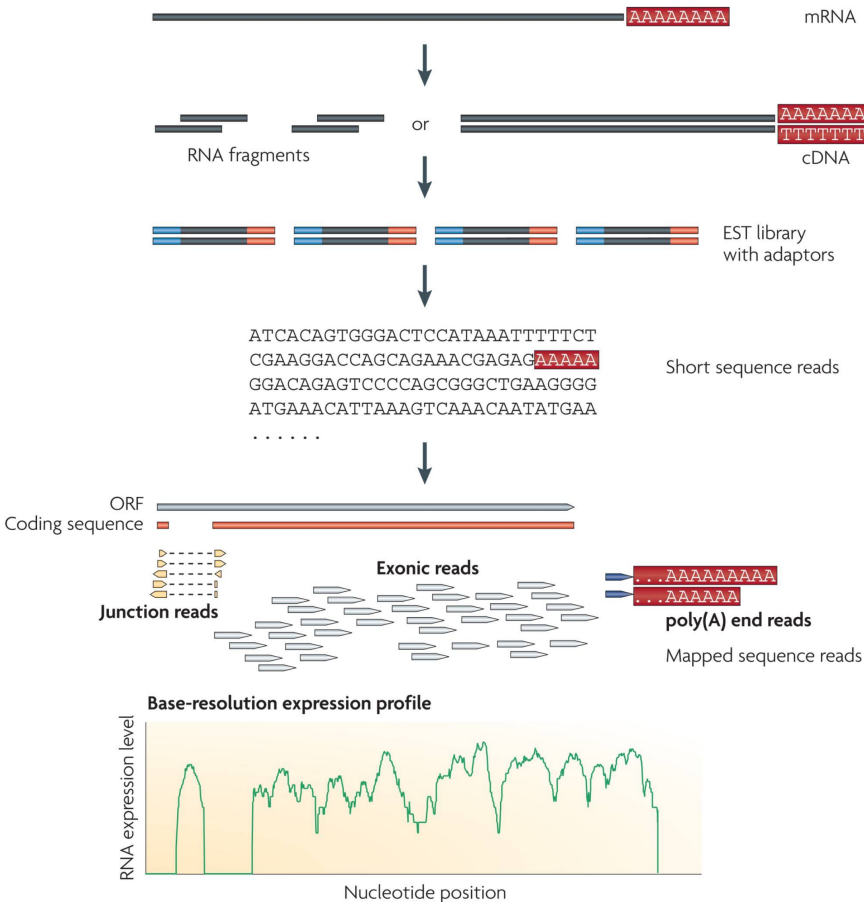 AAAAAAAA mRNA
or
AAAAAAA
TTTTTTT
RNA fragments
cDNA
EST library
with adaptors
ATCACAGTGGGACTCCATAAATTTTTCT
CGAAGGACCAGCAGAAACGAGAGAAAAA
GGACAGAGTCCCCAGCGGGCTGAAGGGG
ATGAAACATTAAAGTCAAACAATATGAA
. . . . . .
Short sequence reads
ORF
Coding sequence
Junction reads
Exonic reads
...AAAAAAAAA
...AAAAAA
poly(A) end reads
Mapped sequence reads
Base-resolution expression profile
RNA expression level
Nucleotide position